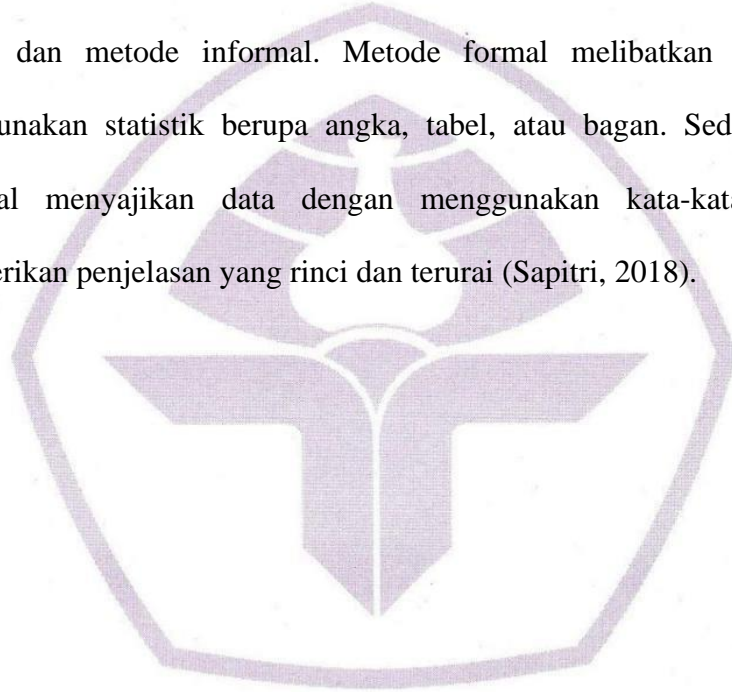 dan metode informal. Metode formal melibatkan
unakan statistik berupa angka, tabel, atau bagan. Sed
al menyajikan data dengan menggunakan kata-kata
erikan penjelasan yang rinci dan terurai (Sapitri, 2018).